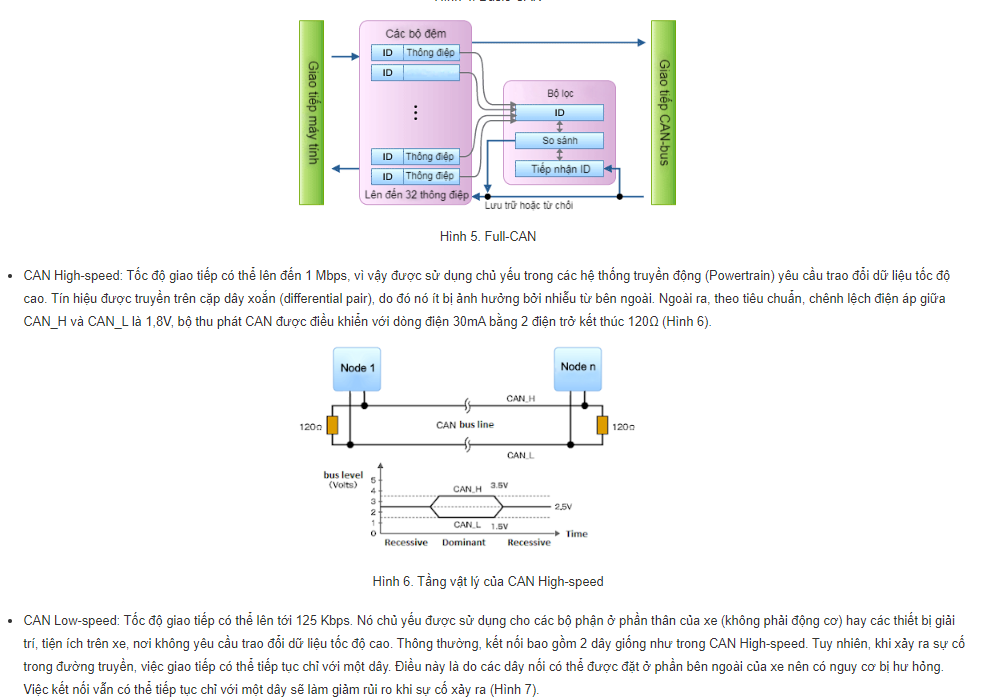 Các bộ đệm
ID Thông điệp
ID
Giao tiếp máy tính
Giao tiếp CAN-bus
Bộ lọc
ID
So sánh
Tiếp nhận ID
ID Thông điệp
ID Thông điệp
Lên đến 32 thông điệp
Lưu trữ hoặc từ chối
Hình 5. Full-CAN
• CAN High-speed: Tốc độ giao tiếp có thể lên đến 1 Mbps, vì vậy được sử dụng chủ yếu trong các hệ thống truyền động (Powertrain) yêu cầu trao đổi dữ liệu tốc độ
cao. Tín hiệu được truyền trên cặp dây xoắn (differential pair), do đó nó ít bị ảnh hưởng bởi nhiễu từ bên ngoài. Ngoài ra, theo tiêu chuẩn, chênh lệch điện áp giữa
CAN_H và CAN_L là 1,8V, bộ thu phát CAN được điều khiển với dòng điện 30mA bằng 2 điện trở kết thúc 120Ω (Hình 6).
Node 1
Node n
CAN_H
120Ω
CAN bus line
120Ω
CAN_L
bus level
(Volts)
5
4
3
2
1
0
CAN_H 3.5V
2,5V
CAN_L 1.5V
Time
Recessive Dominant Recessive
Hình 6. Tầng vật lý của CAN High-speed
• CAN Low-speed: Tốc độ giao tiếp có thể lên tới 125 Kbps. Nó chủ yếu được sử dụng cho các bộ phận ở phần thân của xe (không phải động cơ) hay các thiết bị giải
trí, tiện ích trên xe, nơi không yêu cầu trao đổi dữ liệu tốc độ cao. Thông thường, kết nối bao gồm 2 dây giống như trong CAN High-speed. Tuy nhiên, khi xảy ra sự cố
trong đường truyền, việc giao tiếp có thể tiếp tục chỉ với một dây. Điều này là do các dây nối có thể được đặt ở phần bên ngoài của xe nên có nguy cơ bị hư hỏng.
Việc kết nối vẫn có thể tiếp tục chỉ với một dây sẽ làm giảm rủi ro khi sự cố xảy ra (Hình 7).